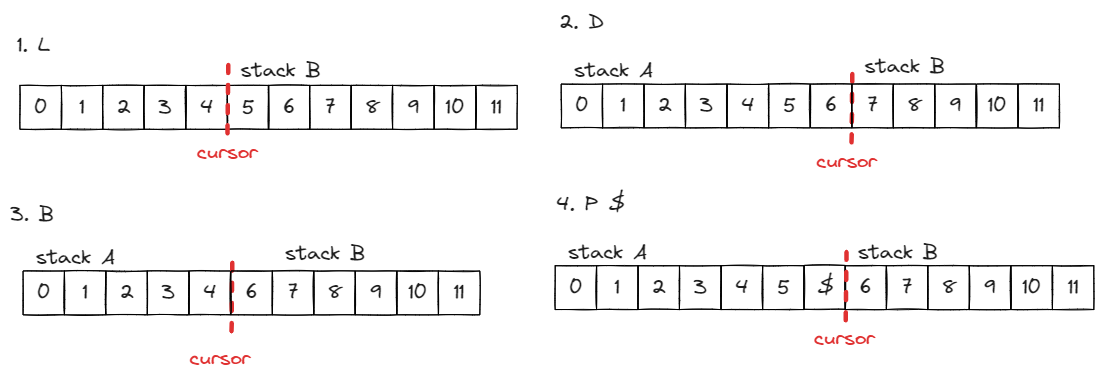 1. L
stack B
0 1 2 3 4 5 6 7 8 9 10 11
cursor
2. D
stack A stack B
0 1 2 3 4 5 6 7 8 9 10 11
cursor
3. B
stack A stack B
0 1 2 3 4 6 7 8 9 10 11
cursor
4. P $
stack A stack B
0 1 2 3 4 5 $ 6 7 8 9 10 11
cursor